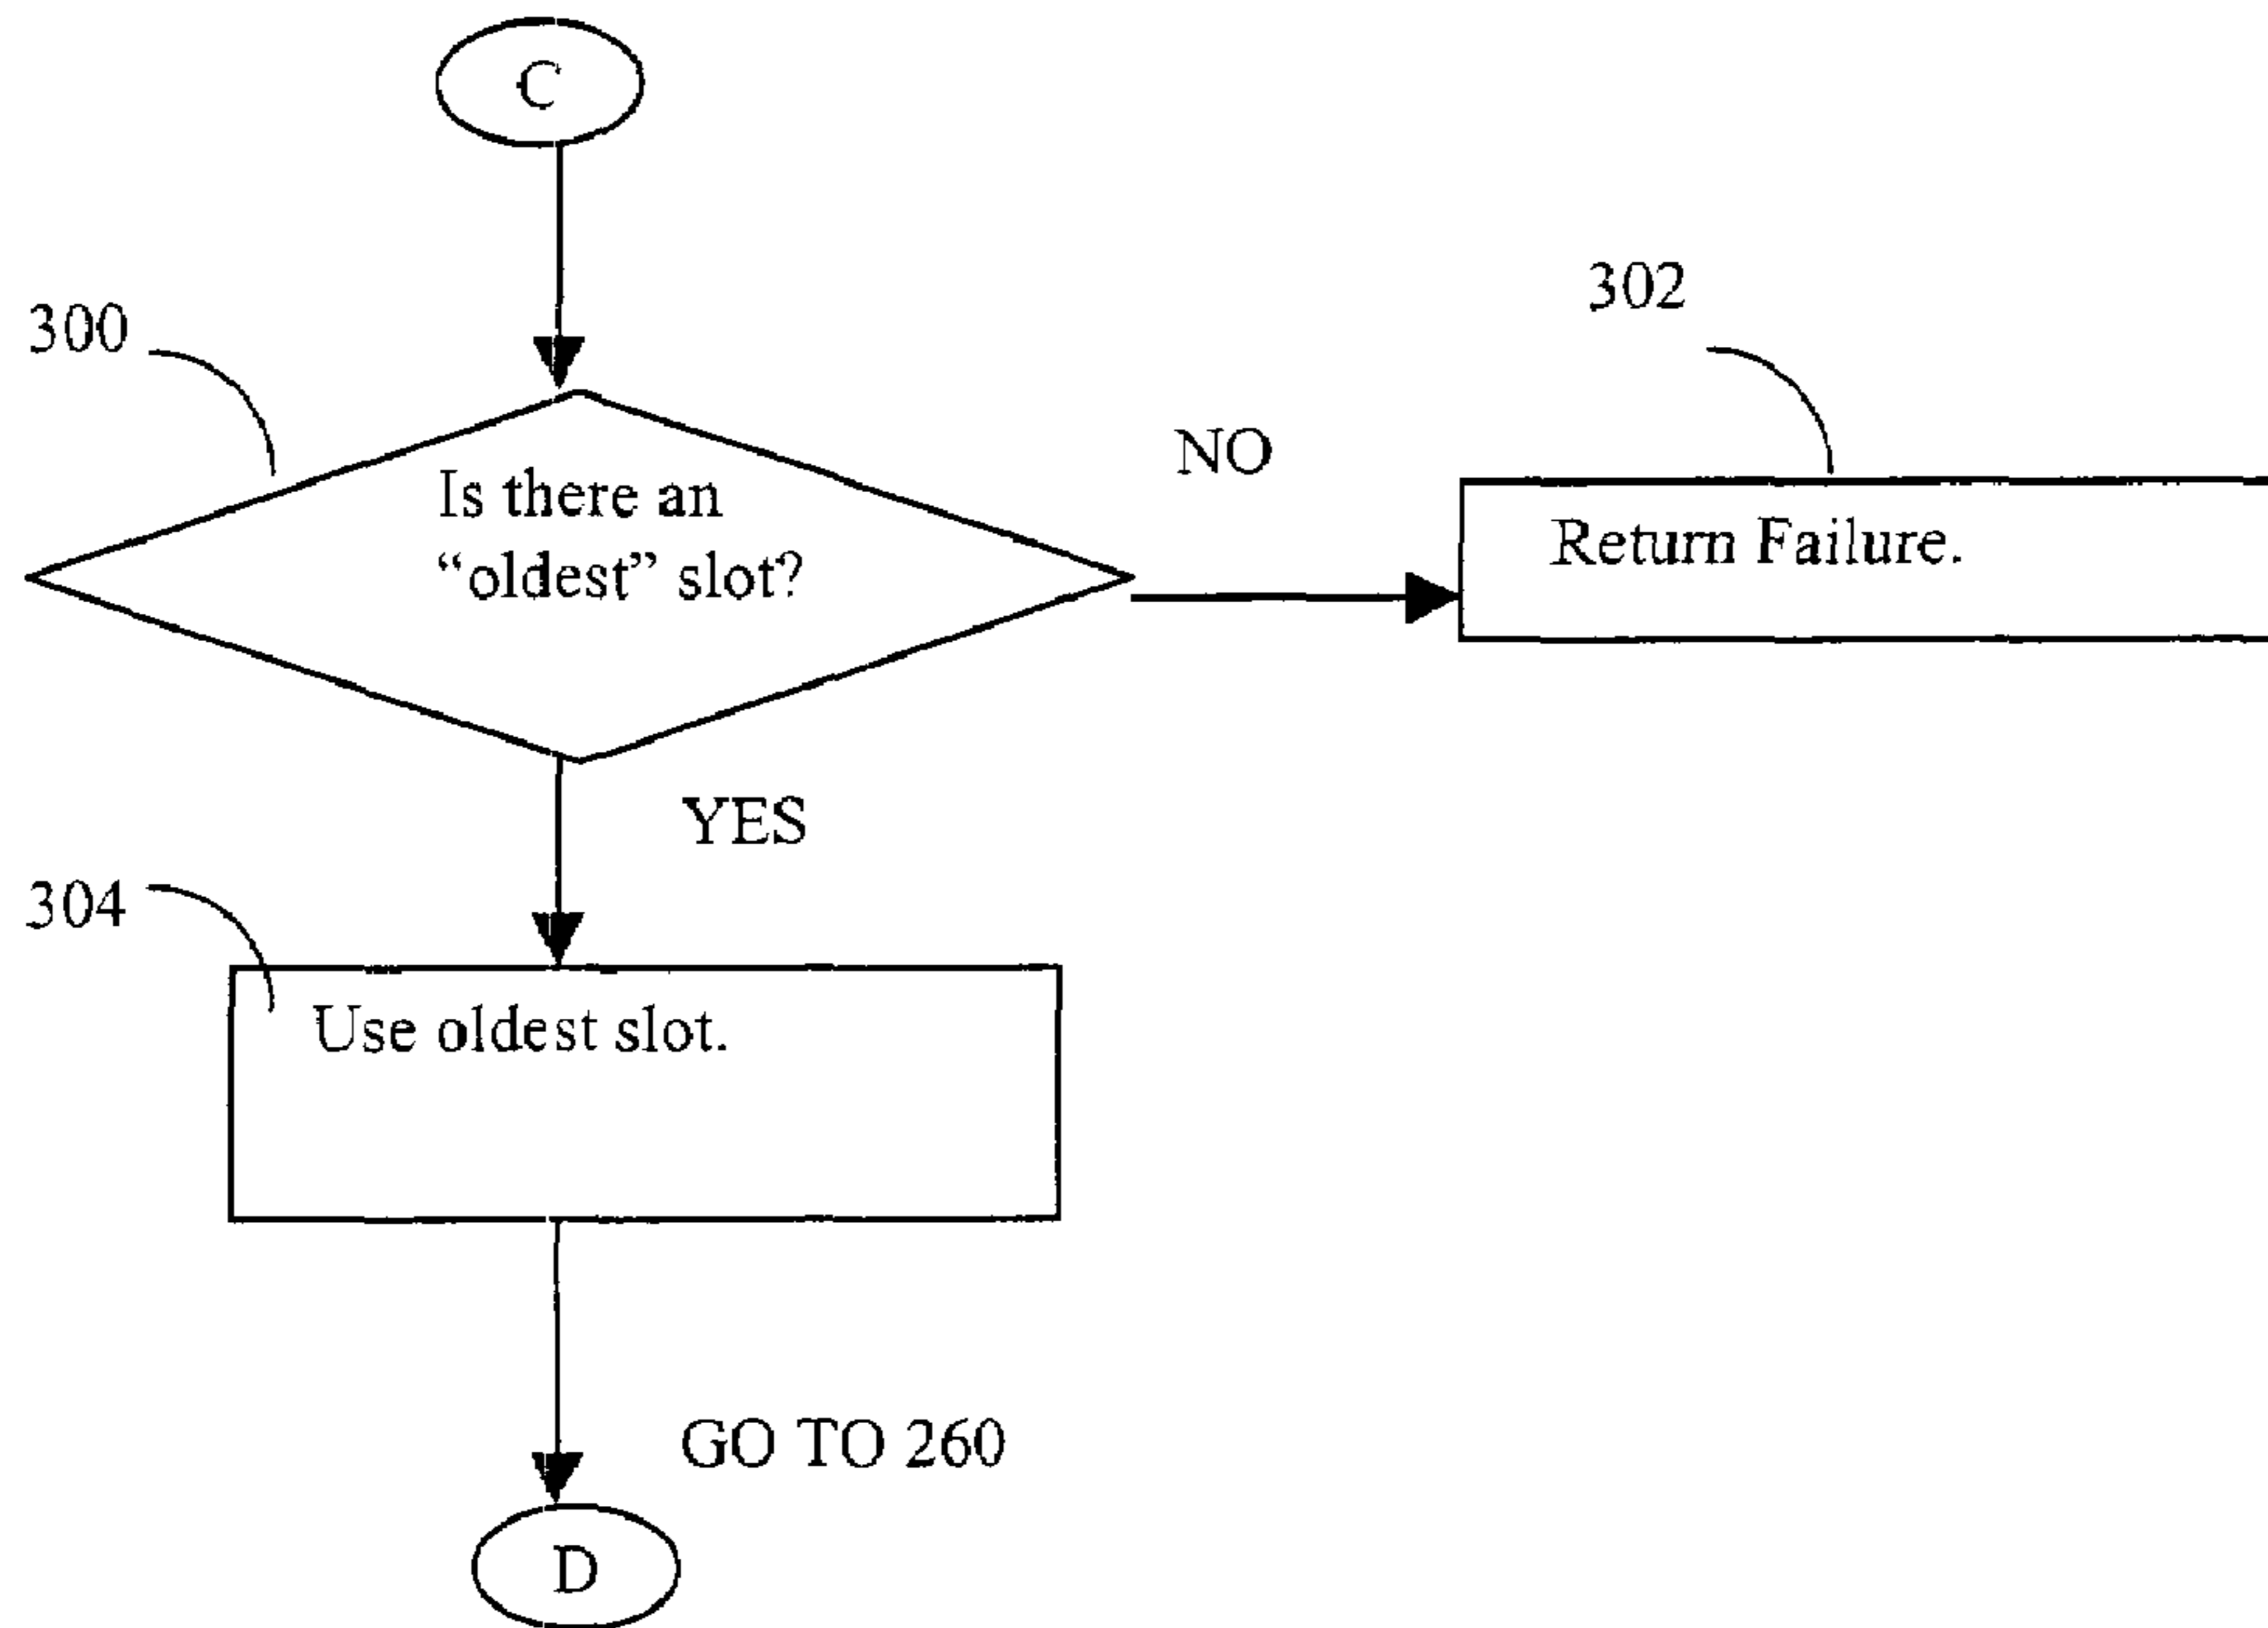 C
300
302
NO
Is there an
“oldest” slot?
Return Failure.
YES
304
Use oldest slot.
GO TO 260
D